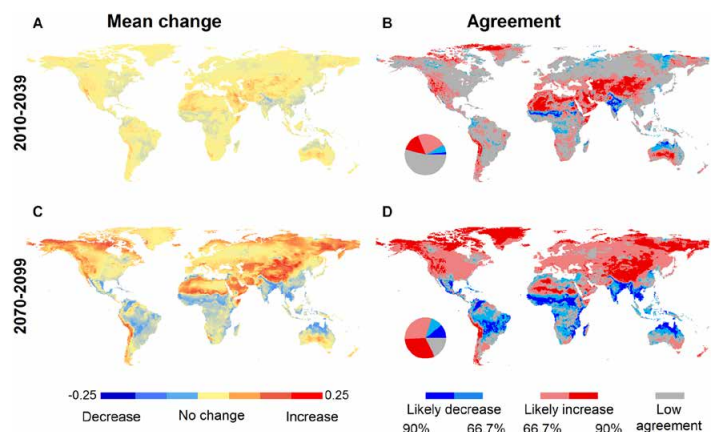 Mean change
Agreement
A
B
2010-2039
C
D
2070-2099
-0.25
0.25
Decrease
No change
Increase
Likely decrease
Likely increase
Low
agreement
90%
66.7%
66.7%
90%